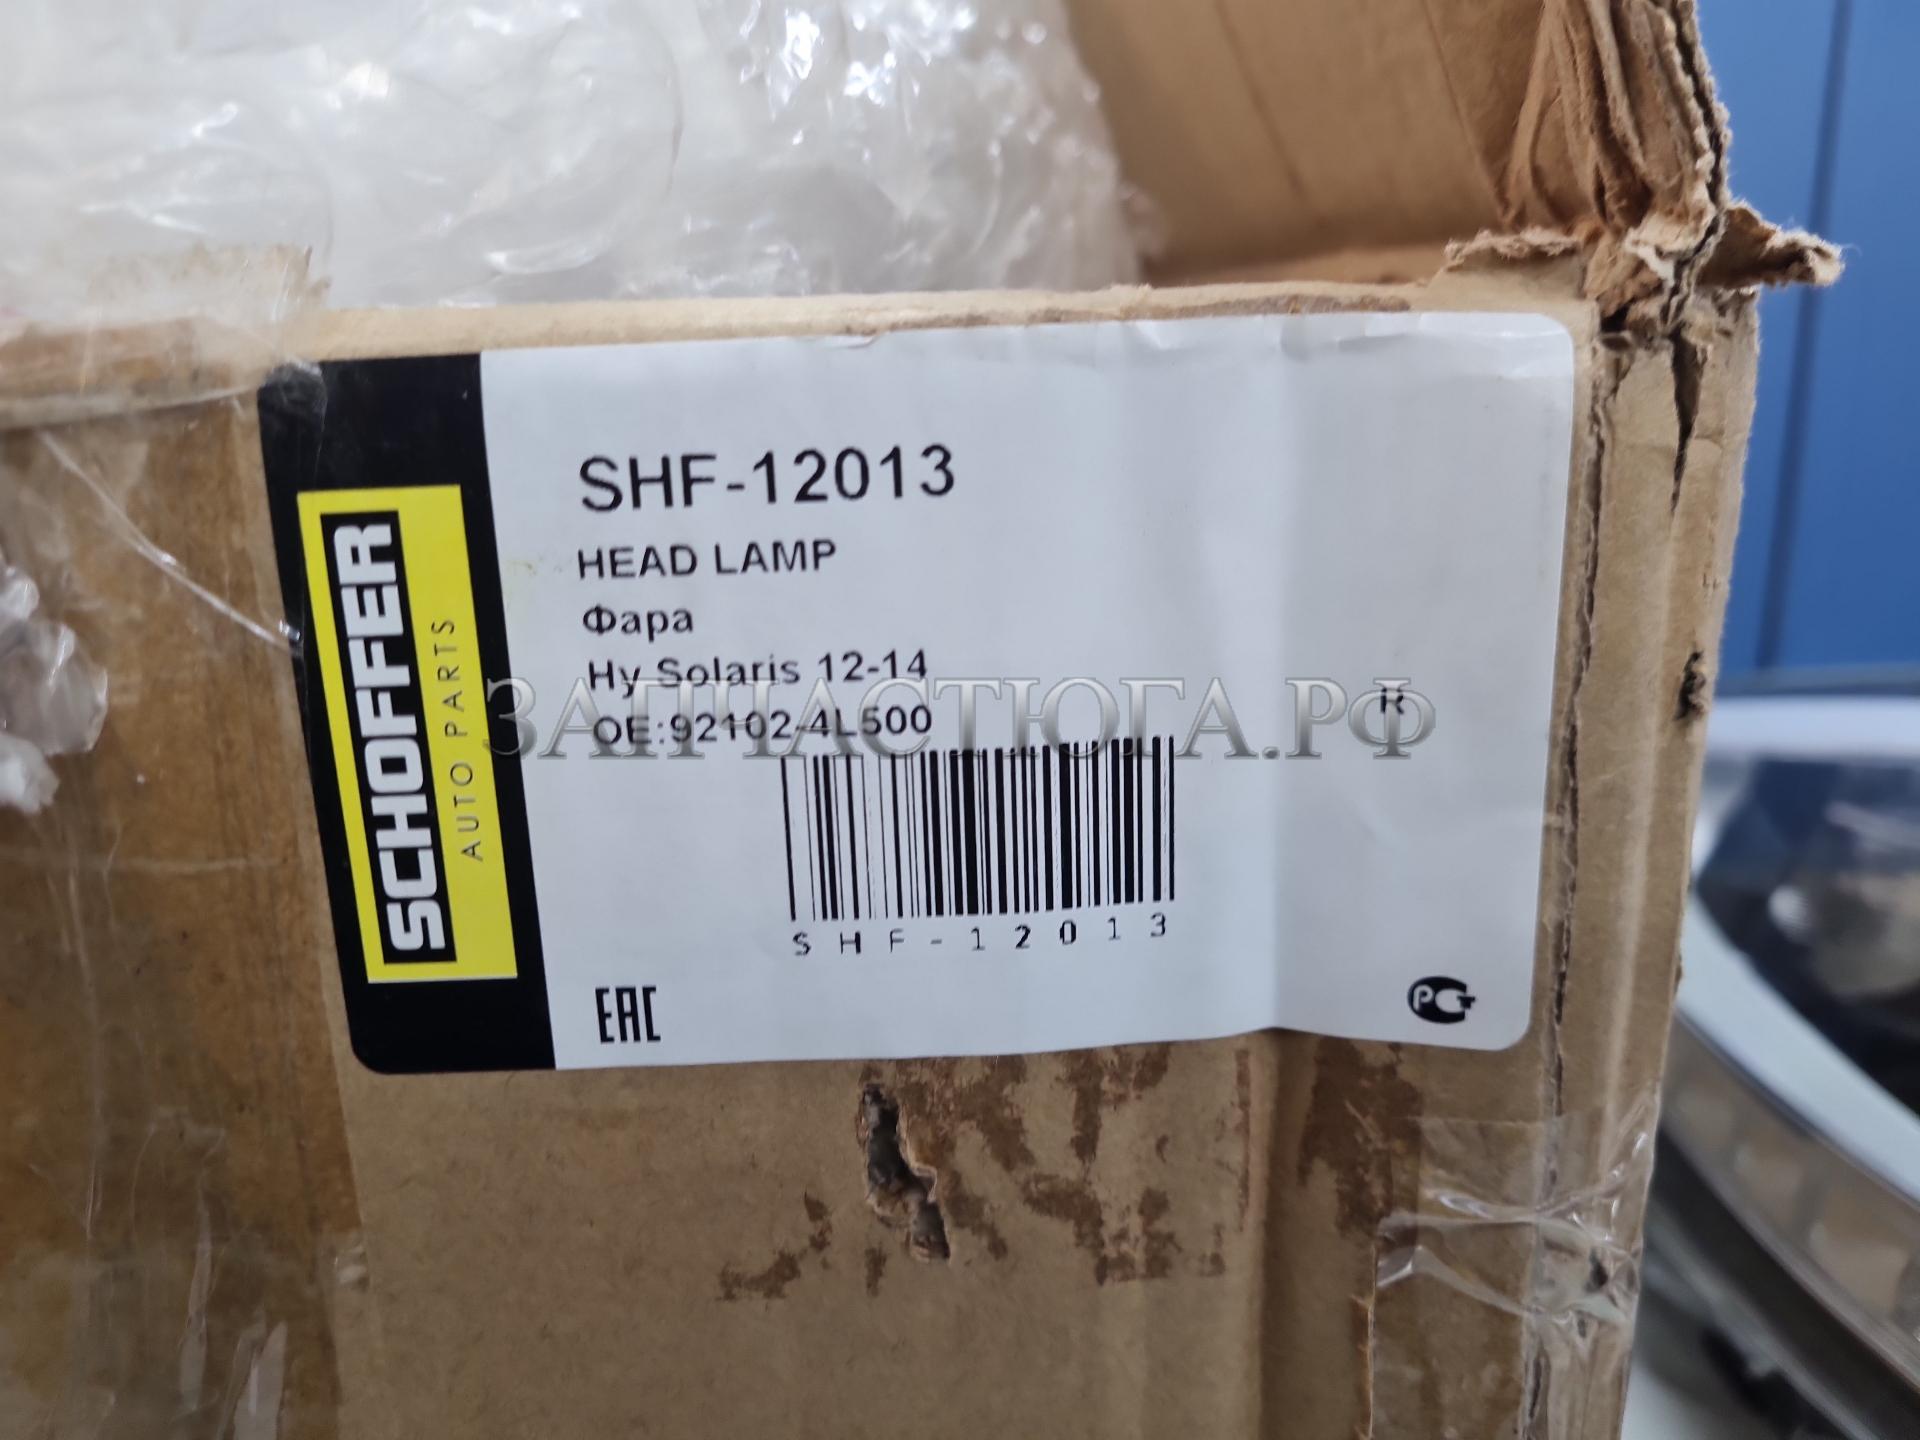 SHF-12013
HEAD LAMP
Фара
Hy Solaris 12-14
OE:92102-4L500
R
ЗАПЧАСТЮГА.РФ
SHF-12013
SCHOFFER
AUTO PARTS
EAC
РСТ